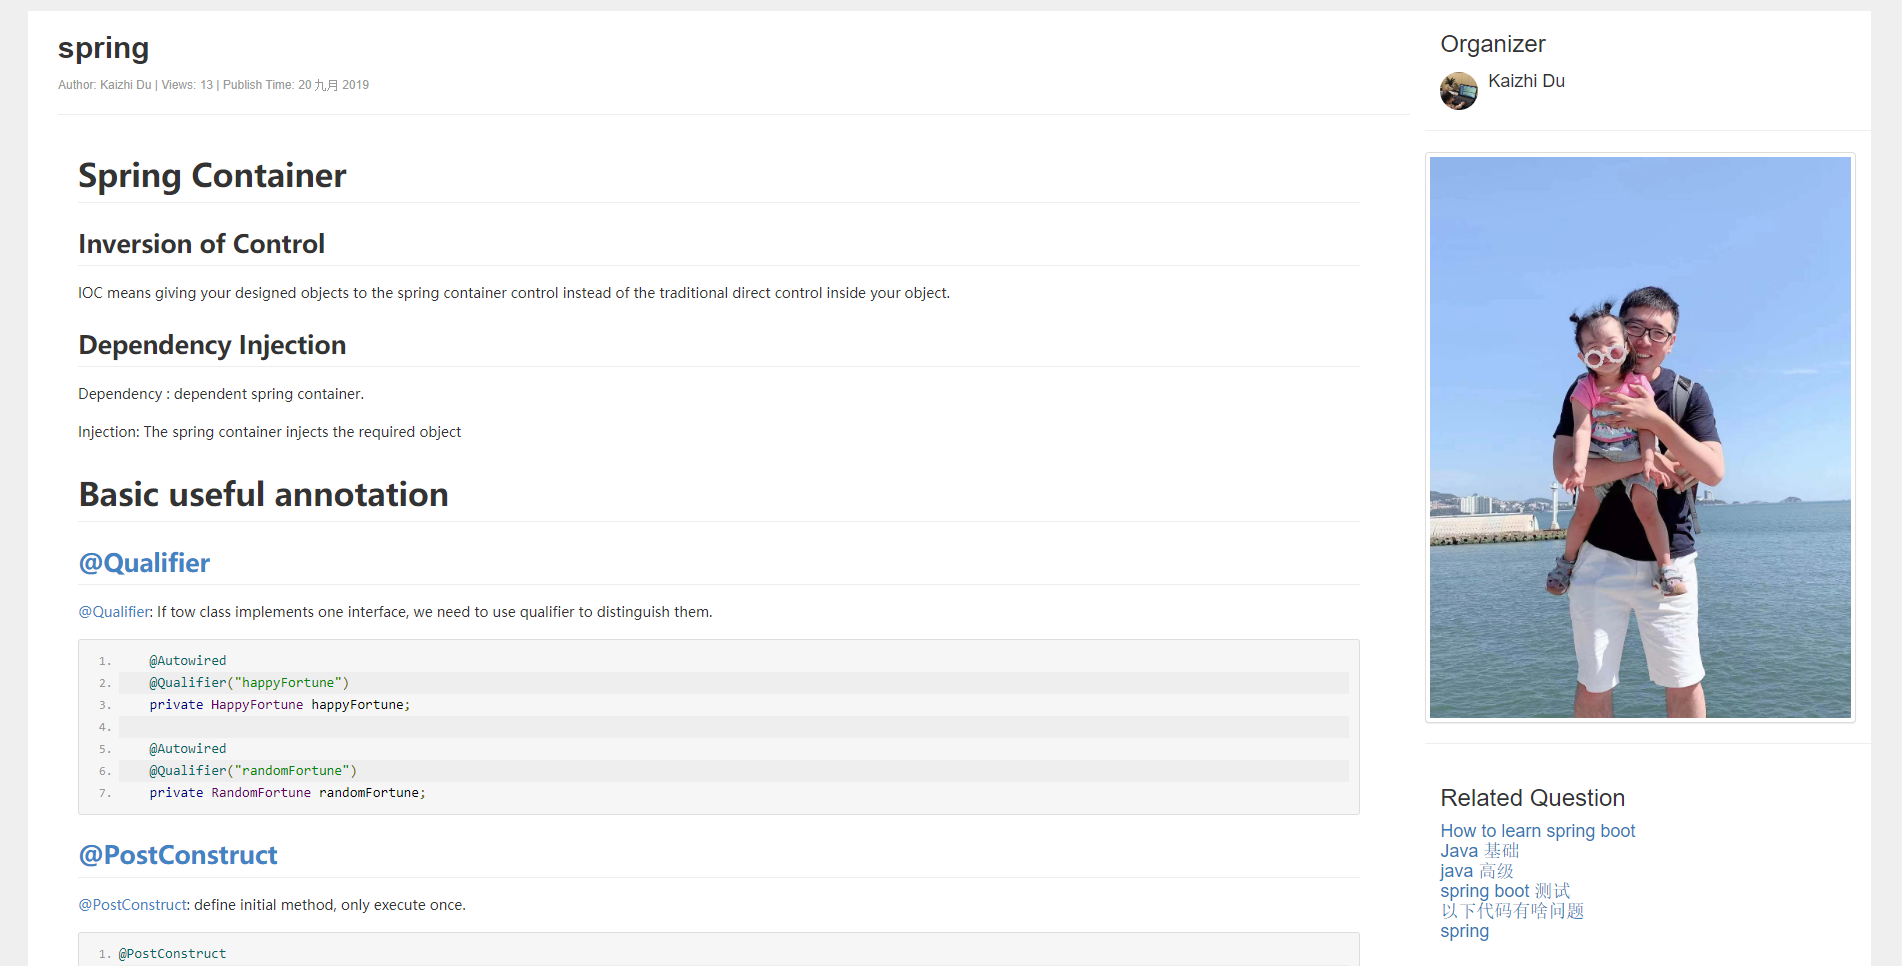 spring
Author: Kaizhi Du | Views: 13 | Publish Time: 20 九月 2019
Spring Container
Inversion of Control
IOC means giving your designed objects to the spring container control instead of the traditional direct control inside your object.
Dependency Injection
Dependency : dependent spring container.
Injection: The spring container injects the required object
Basic useful annotation
@Qualifier
@Qualifier: If tow class implements one interface, we need to use qualifier to distinguish them.
1. @Autowired
2. @Qualifier("happyFortune")
3. private HappyFortune happyFortune;
4.
5. @Autowired
6. @Qualifier("randomFortune")
7. private RandomFortune randomFortune;
@PostConstruct
@PostConstruct: define initial method, only execute once.
1. @PostConstruct
Organizer
Kaizhi Du
Related Question
How to learn spring boot
Java 基础
java 高级
spring boot 测试
以下代码有啥问题
spring